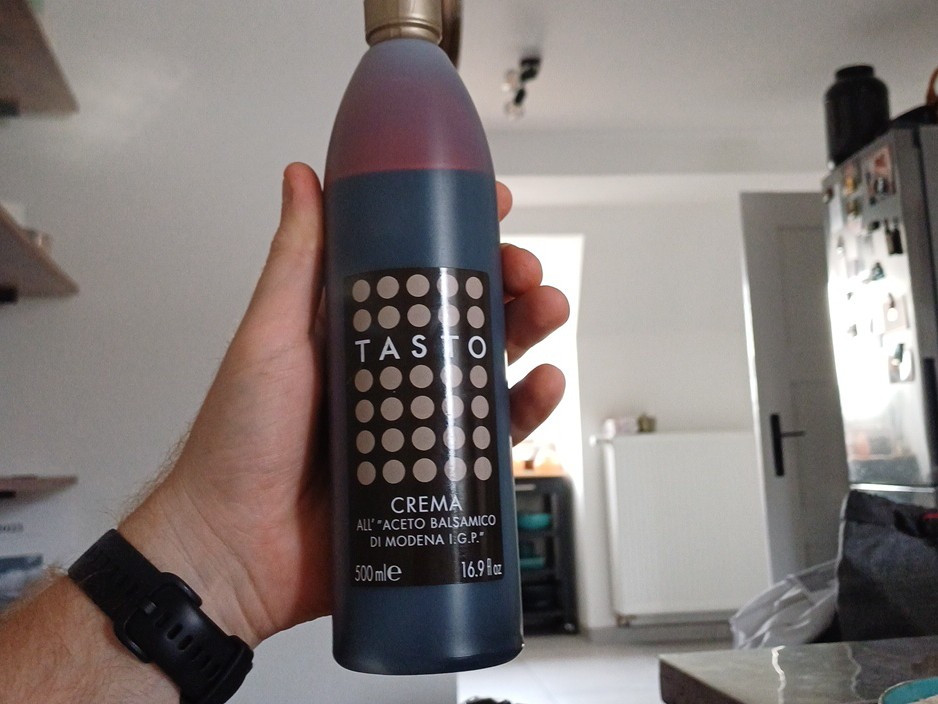 TASTO
CREMA
ALL' "ACETO BALSAMICO
DI MODENA I.G.P."
500 ml e 16.9 fl oz